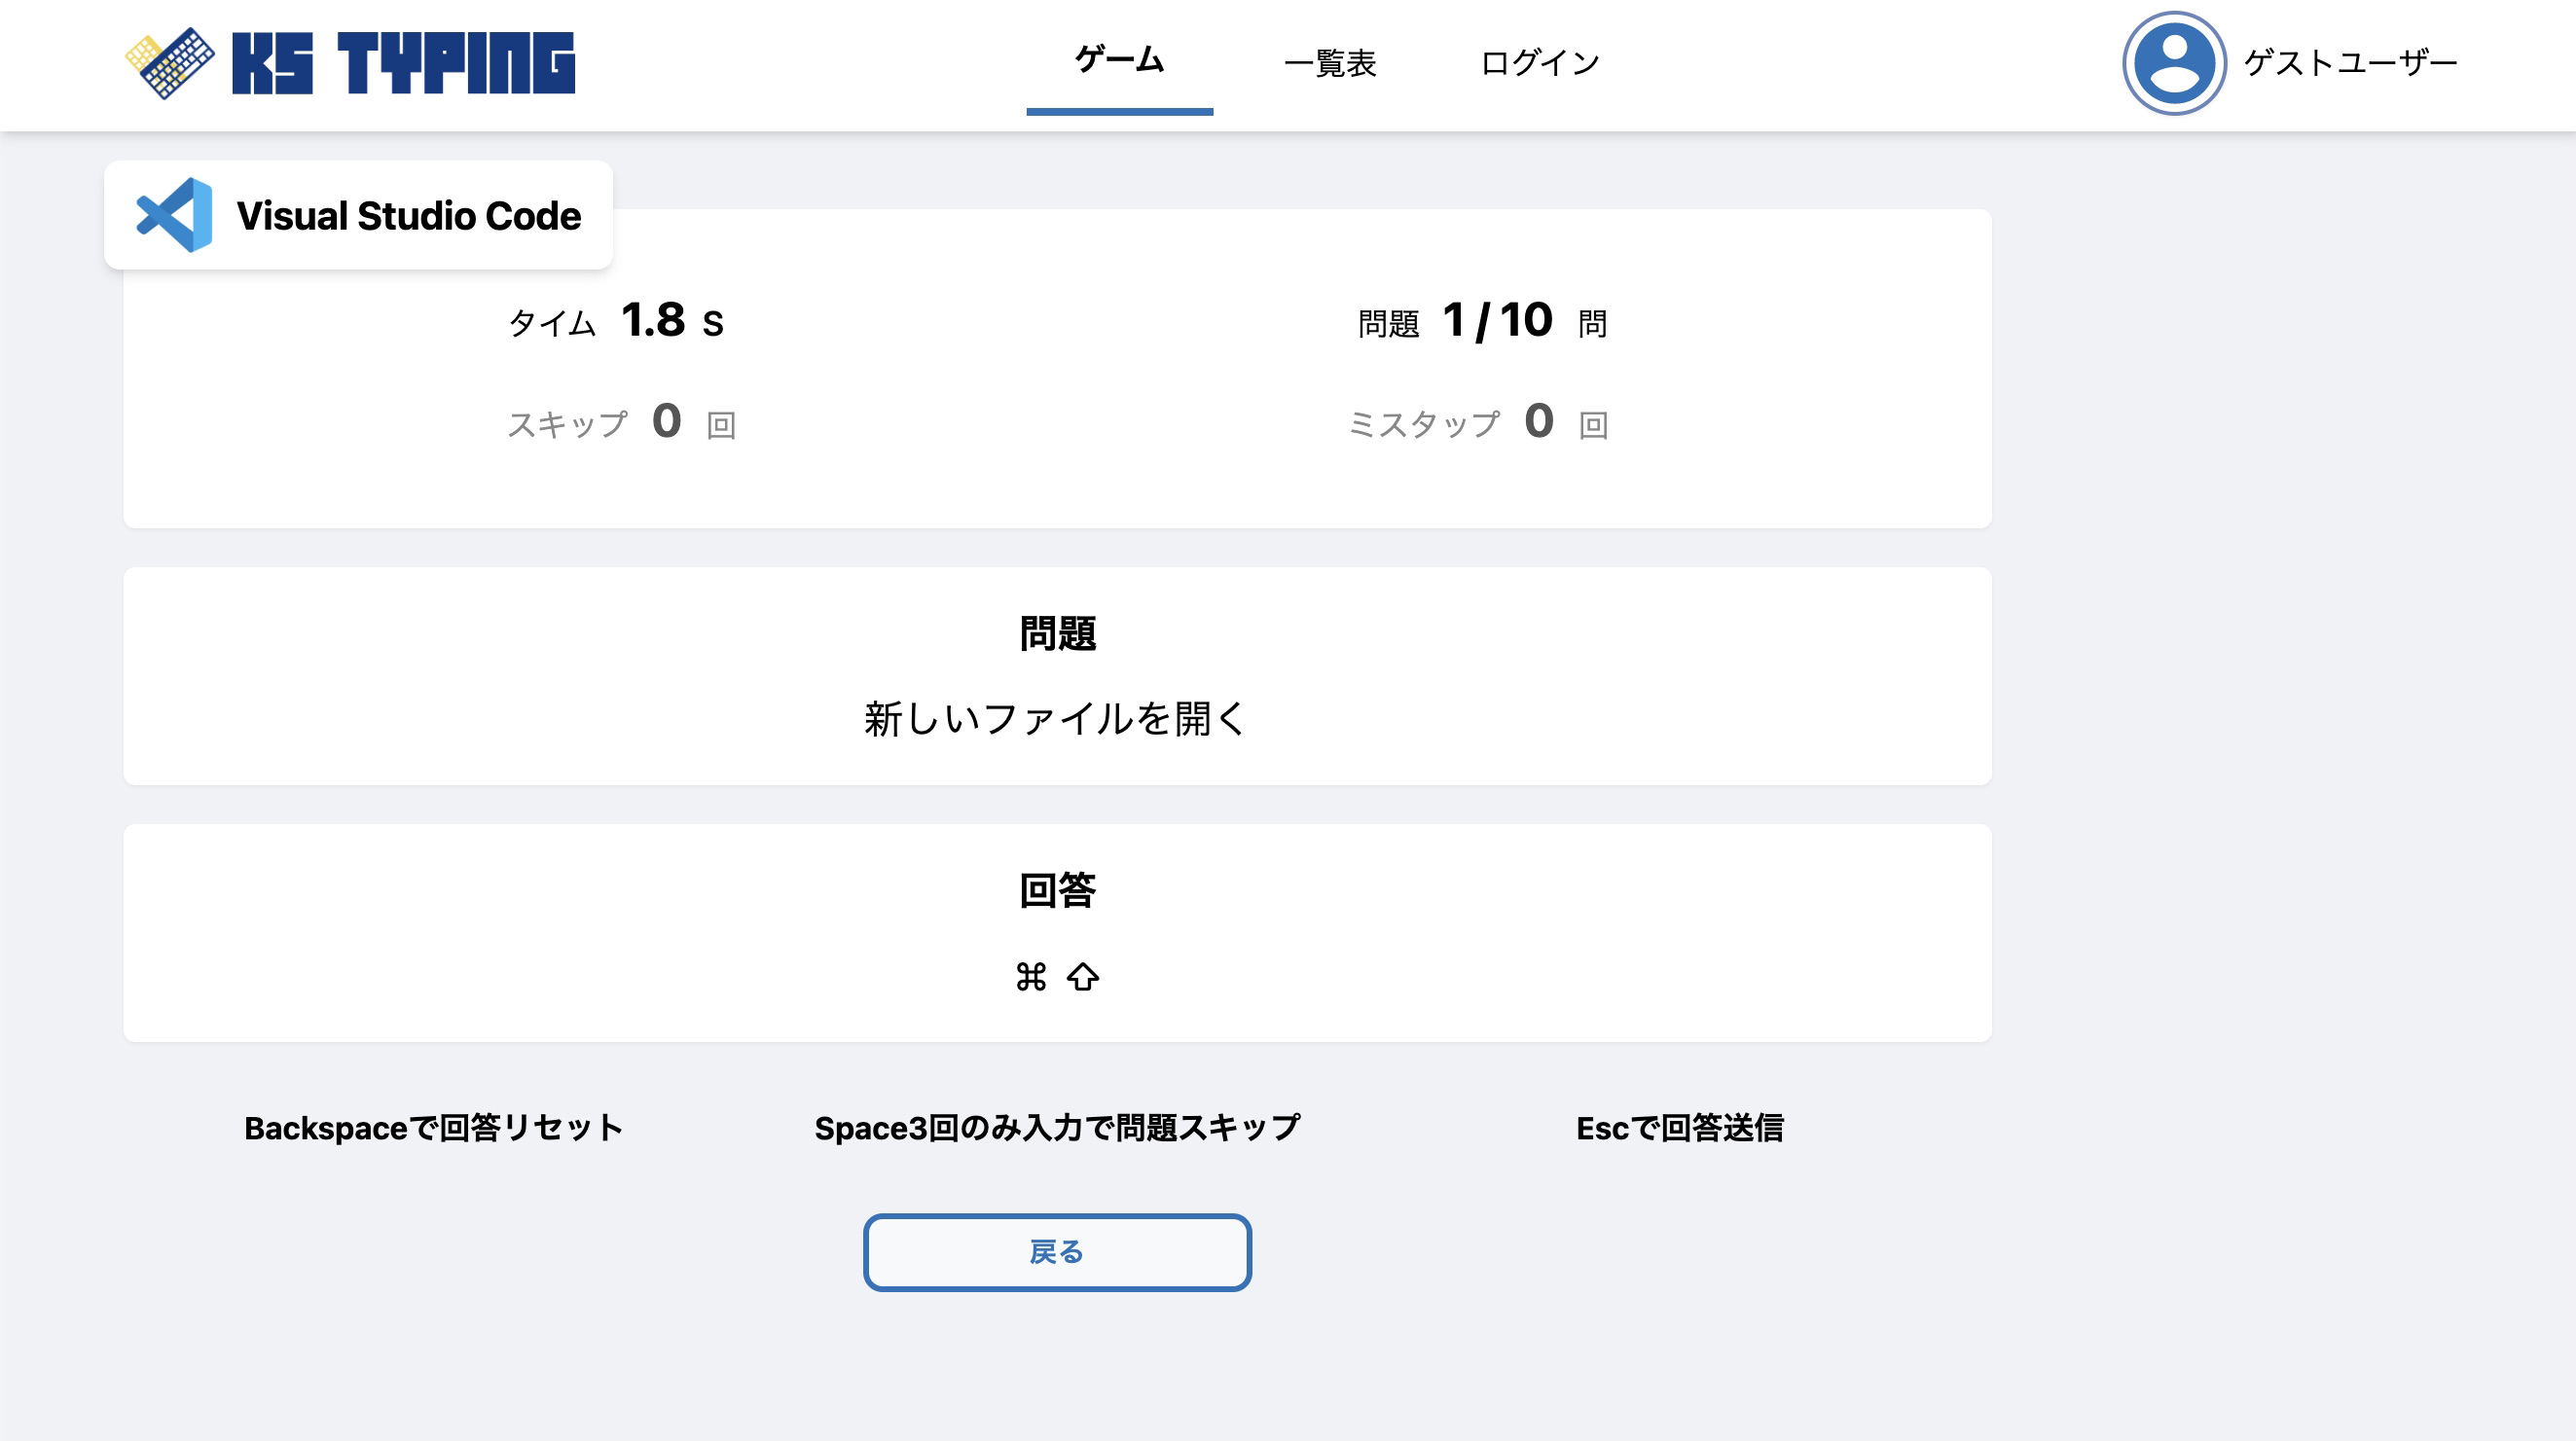 KS TYPING
ゲーム 一覧表 ログイン
ゲストユーザー
Visual Studio Code
タイム 1.8 S
問題 1 / 10 問
スキップ 0 回
ミスタップ 0 回
問題
新しいファイルを開く
回答
⌘ ⇧
Backspaceで回答リセット
Space3回のみ入力で問題スキップ
Escで回答送信
戻る